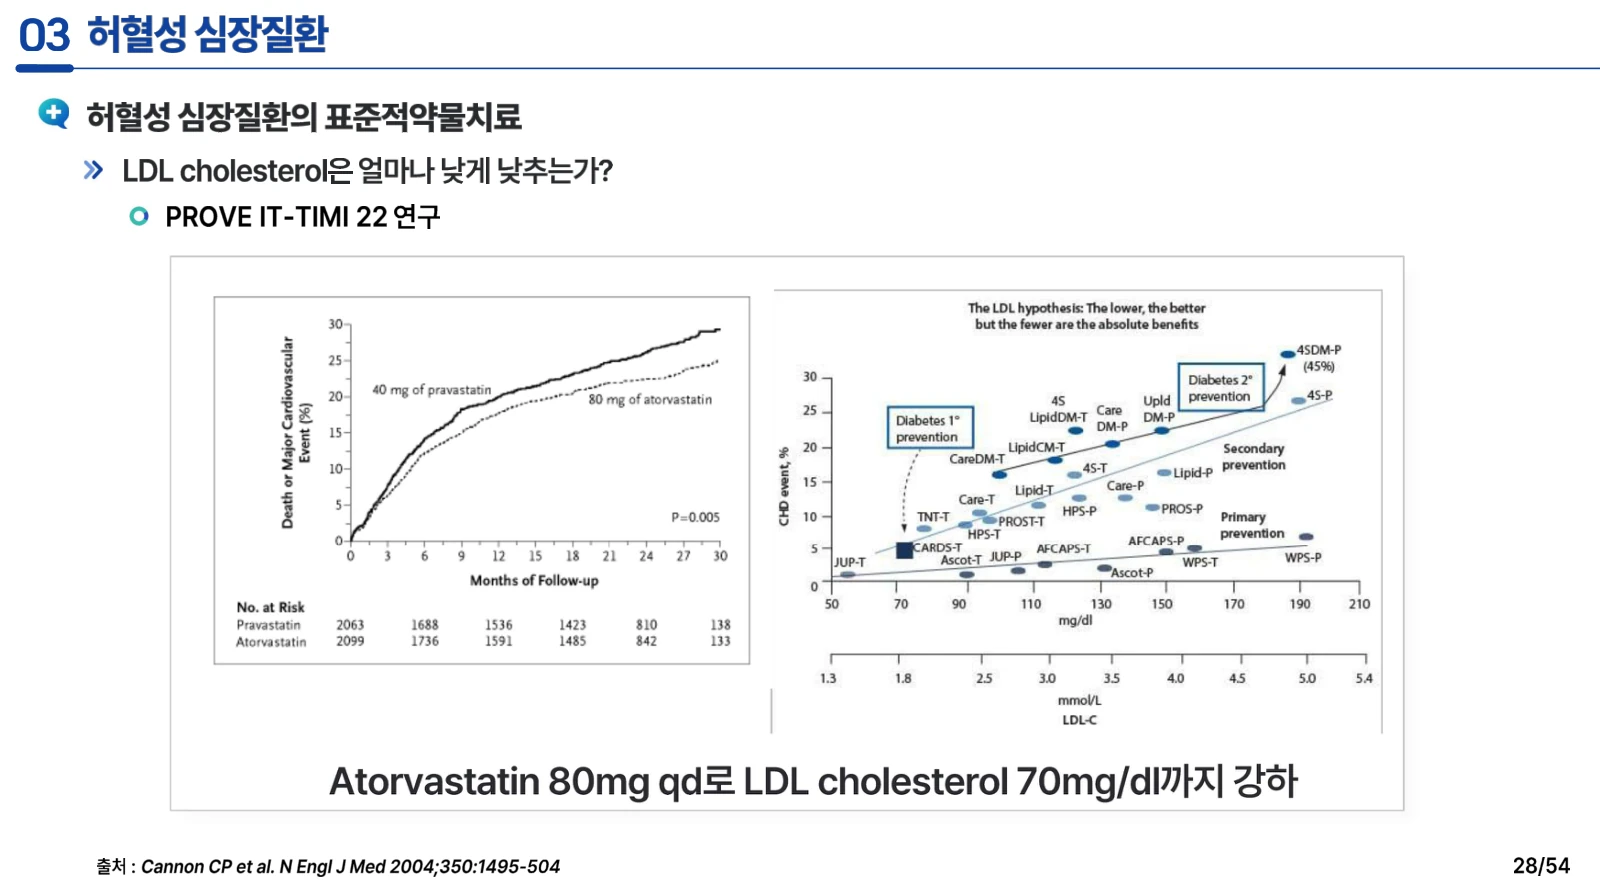 03 허혈성 심장질환
허혈성 심장질환의 표준적약물치료
LDL cholesterol은 얼마나 낮게 낮추는가?
PROVE IT-TIMI 22 연구
Death or Major Cardiovascular
Event (%)
30
25
20
15
10
5
0
40 mg of pravastatin
80 mg of atorvastatin
P=0.005
0 3 6 9 12 15 18 21 24 27 30
Months of Follow-up
No. at Risk
Pravastatin 2063 1688 1536 1423 810 138
Atorvastatin 2099 1736 1591 1485 842 133
The LDL hypothesis: The lower, the better
but the fewer are the absolute benefits
CHD event, %
30
25
20
15
10
5
0
4SDM-P
(45%)
Diabetes 2°
prevention
4S-P
4S
LipidDM-T
Care
DM-P
Upld
DM-P
Diabetes 1°
prevention
LipidCM-T
CareDM-T
4S-T
Secondary
prevention
Lipid-P
Lipid-T
Care-P
Care-T
HPS-P
PROS-P
TNT-T
PROST-T
HPS-T
Primary
prevention
CARDS-T
AFCAPS-P
AFCAPS-T
JUP-T
Ascot-T
JUP-P
WPS-T
WPS-P
Ascot-P
50 70 90 110 130 150 170 190 210
mg/dl
1.3 1.8 2.5 3.0 3.5 4.0 4.5 5.0 5.4
mmol/L
LDL-C
Atorvastatin 80mg qd로 LDL cholesterol 70mg/dl까지 강하
출처 : Cannon CP et al. N Engl J Med 2004;350:1495-504
28/54